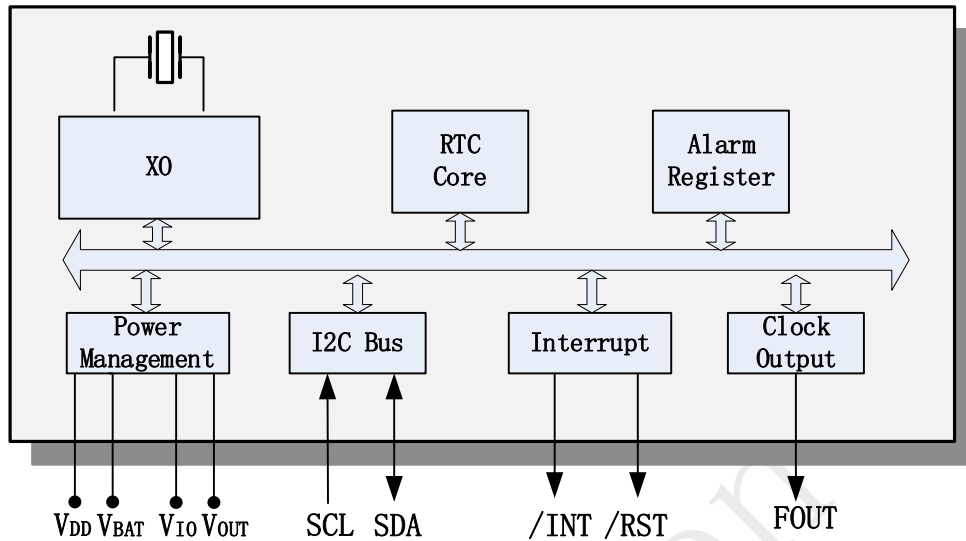 XO
RTC
Core
Alarm
Register
Power
Management
I2C Bus
Interrupt
Clock
Output
VDD VBAT VIO VOUT SCL SDA /INT /RST FOUT